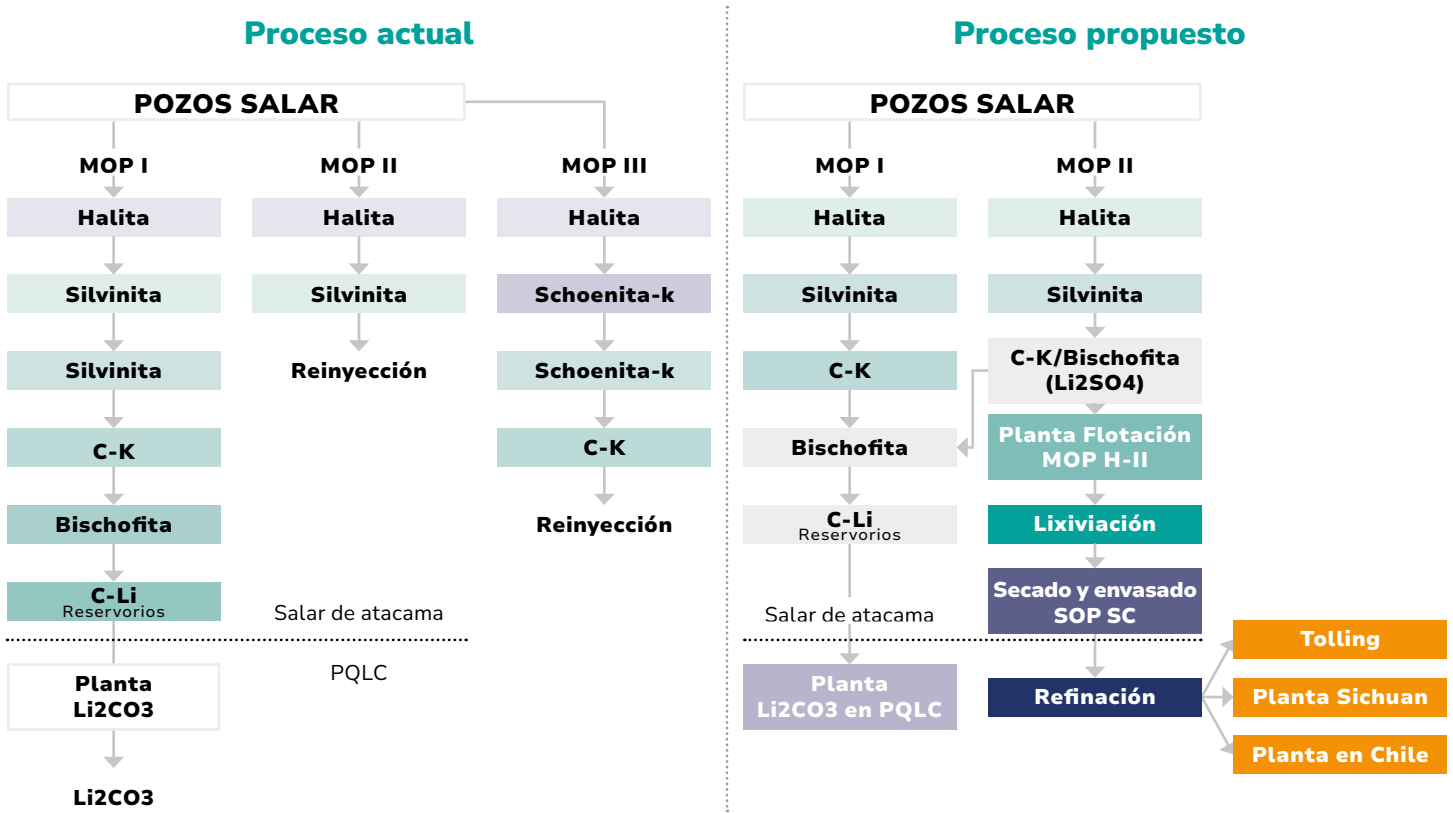 Proceso actual
POZOS SALAR
MOP I
Halita
Silvinita
Silvinita
C-K
Bischofita
C-Li
Reservorios
Planta
Li2CO3
Li2CO3
MOP II
Halita
Silvinita
Reinyección
MOP III
Halita
Schoenita-k
Schoenita-k
C-K
Reinyección
Salar de atacama
PQLC
Proceso propuesto
POZOS SALAR
MOP I
Halita
Silvinita
C-K
Bischofita
C-Li
Reservorios
Salar de atacama
Planta
Li2CO3 en PQLC
MOP II
Halita
Silvinita
C-K/Bischofita
(Li2SO4)
Planta Flotación
MOP H-II
Lixiviación
Secado y envasado
SOP SC
Refinación
Tolling
Planta Sichuan
Planta en Chile